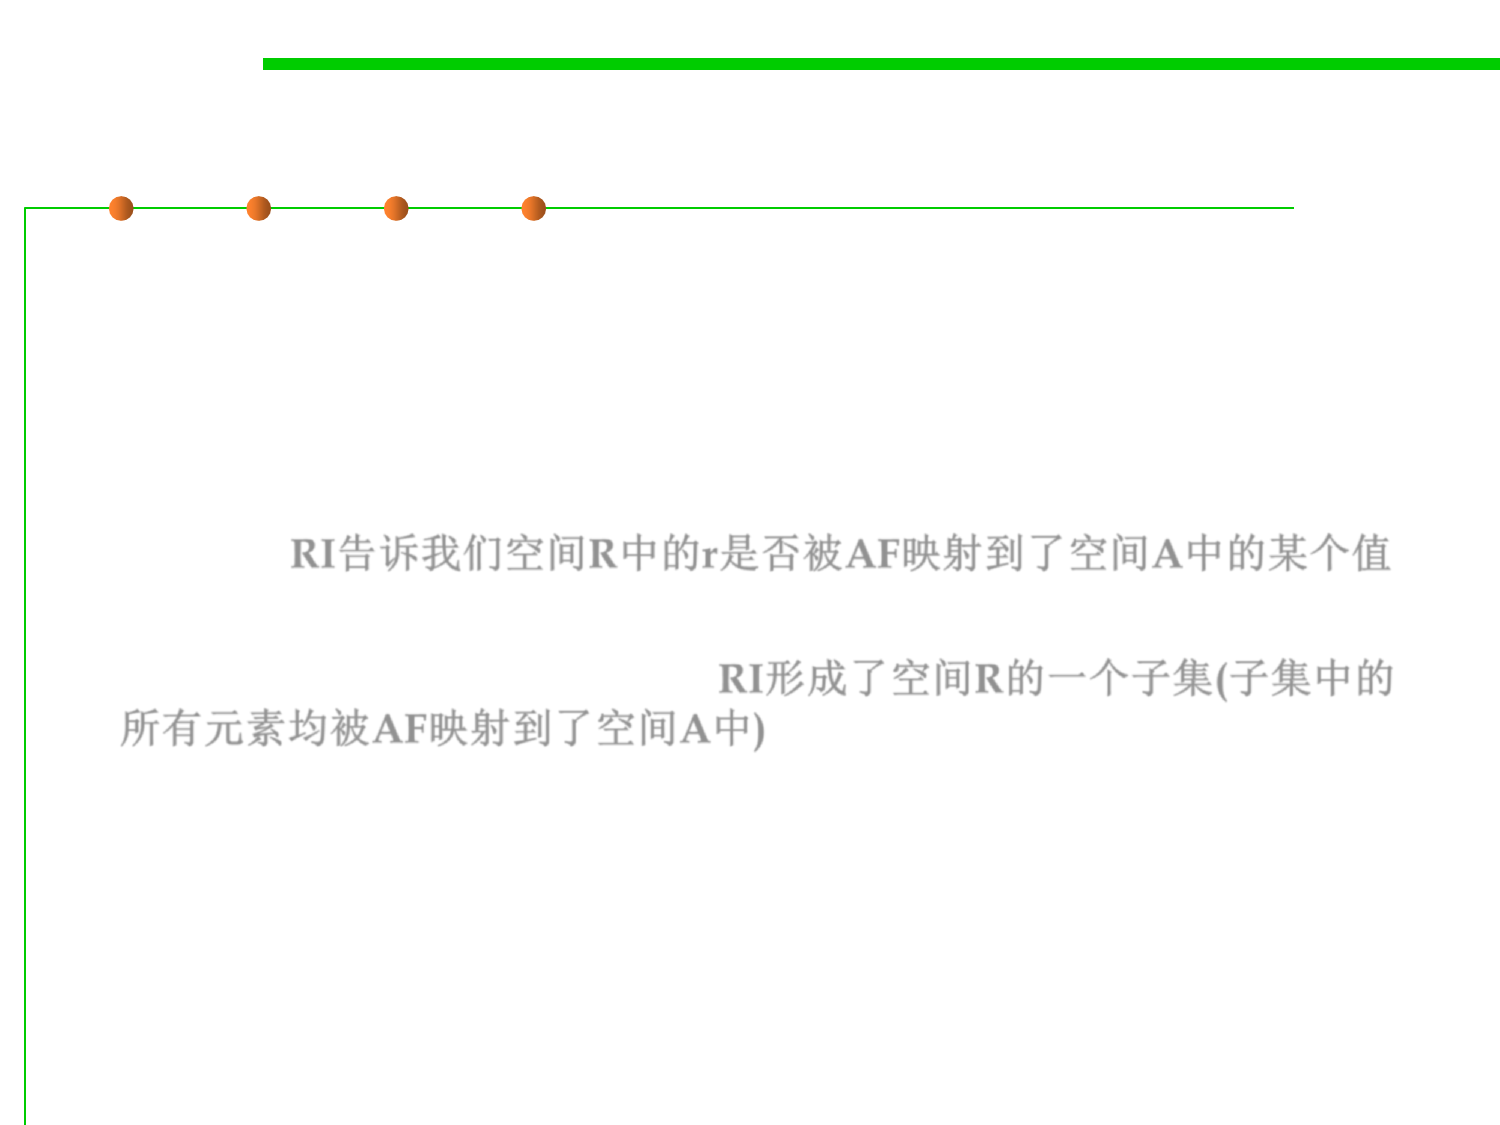 RI告诉我们空间R中的r是否被AF映射到了空间A中的某个值
RI形成了空间R的一个子集(子集中的
所有元素均被AF映射到了空间A中)